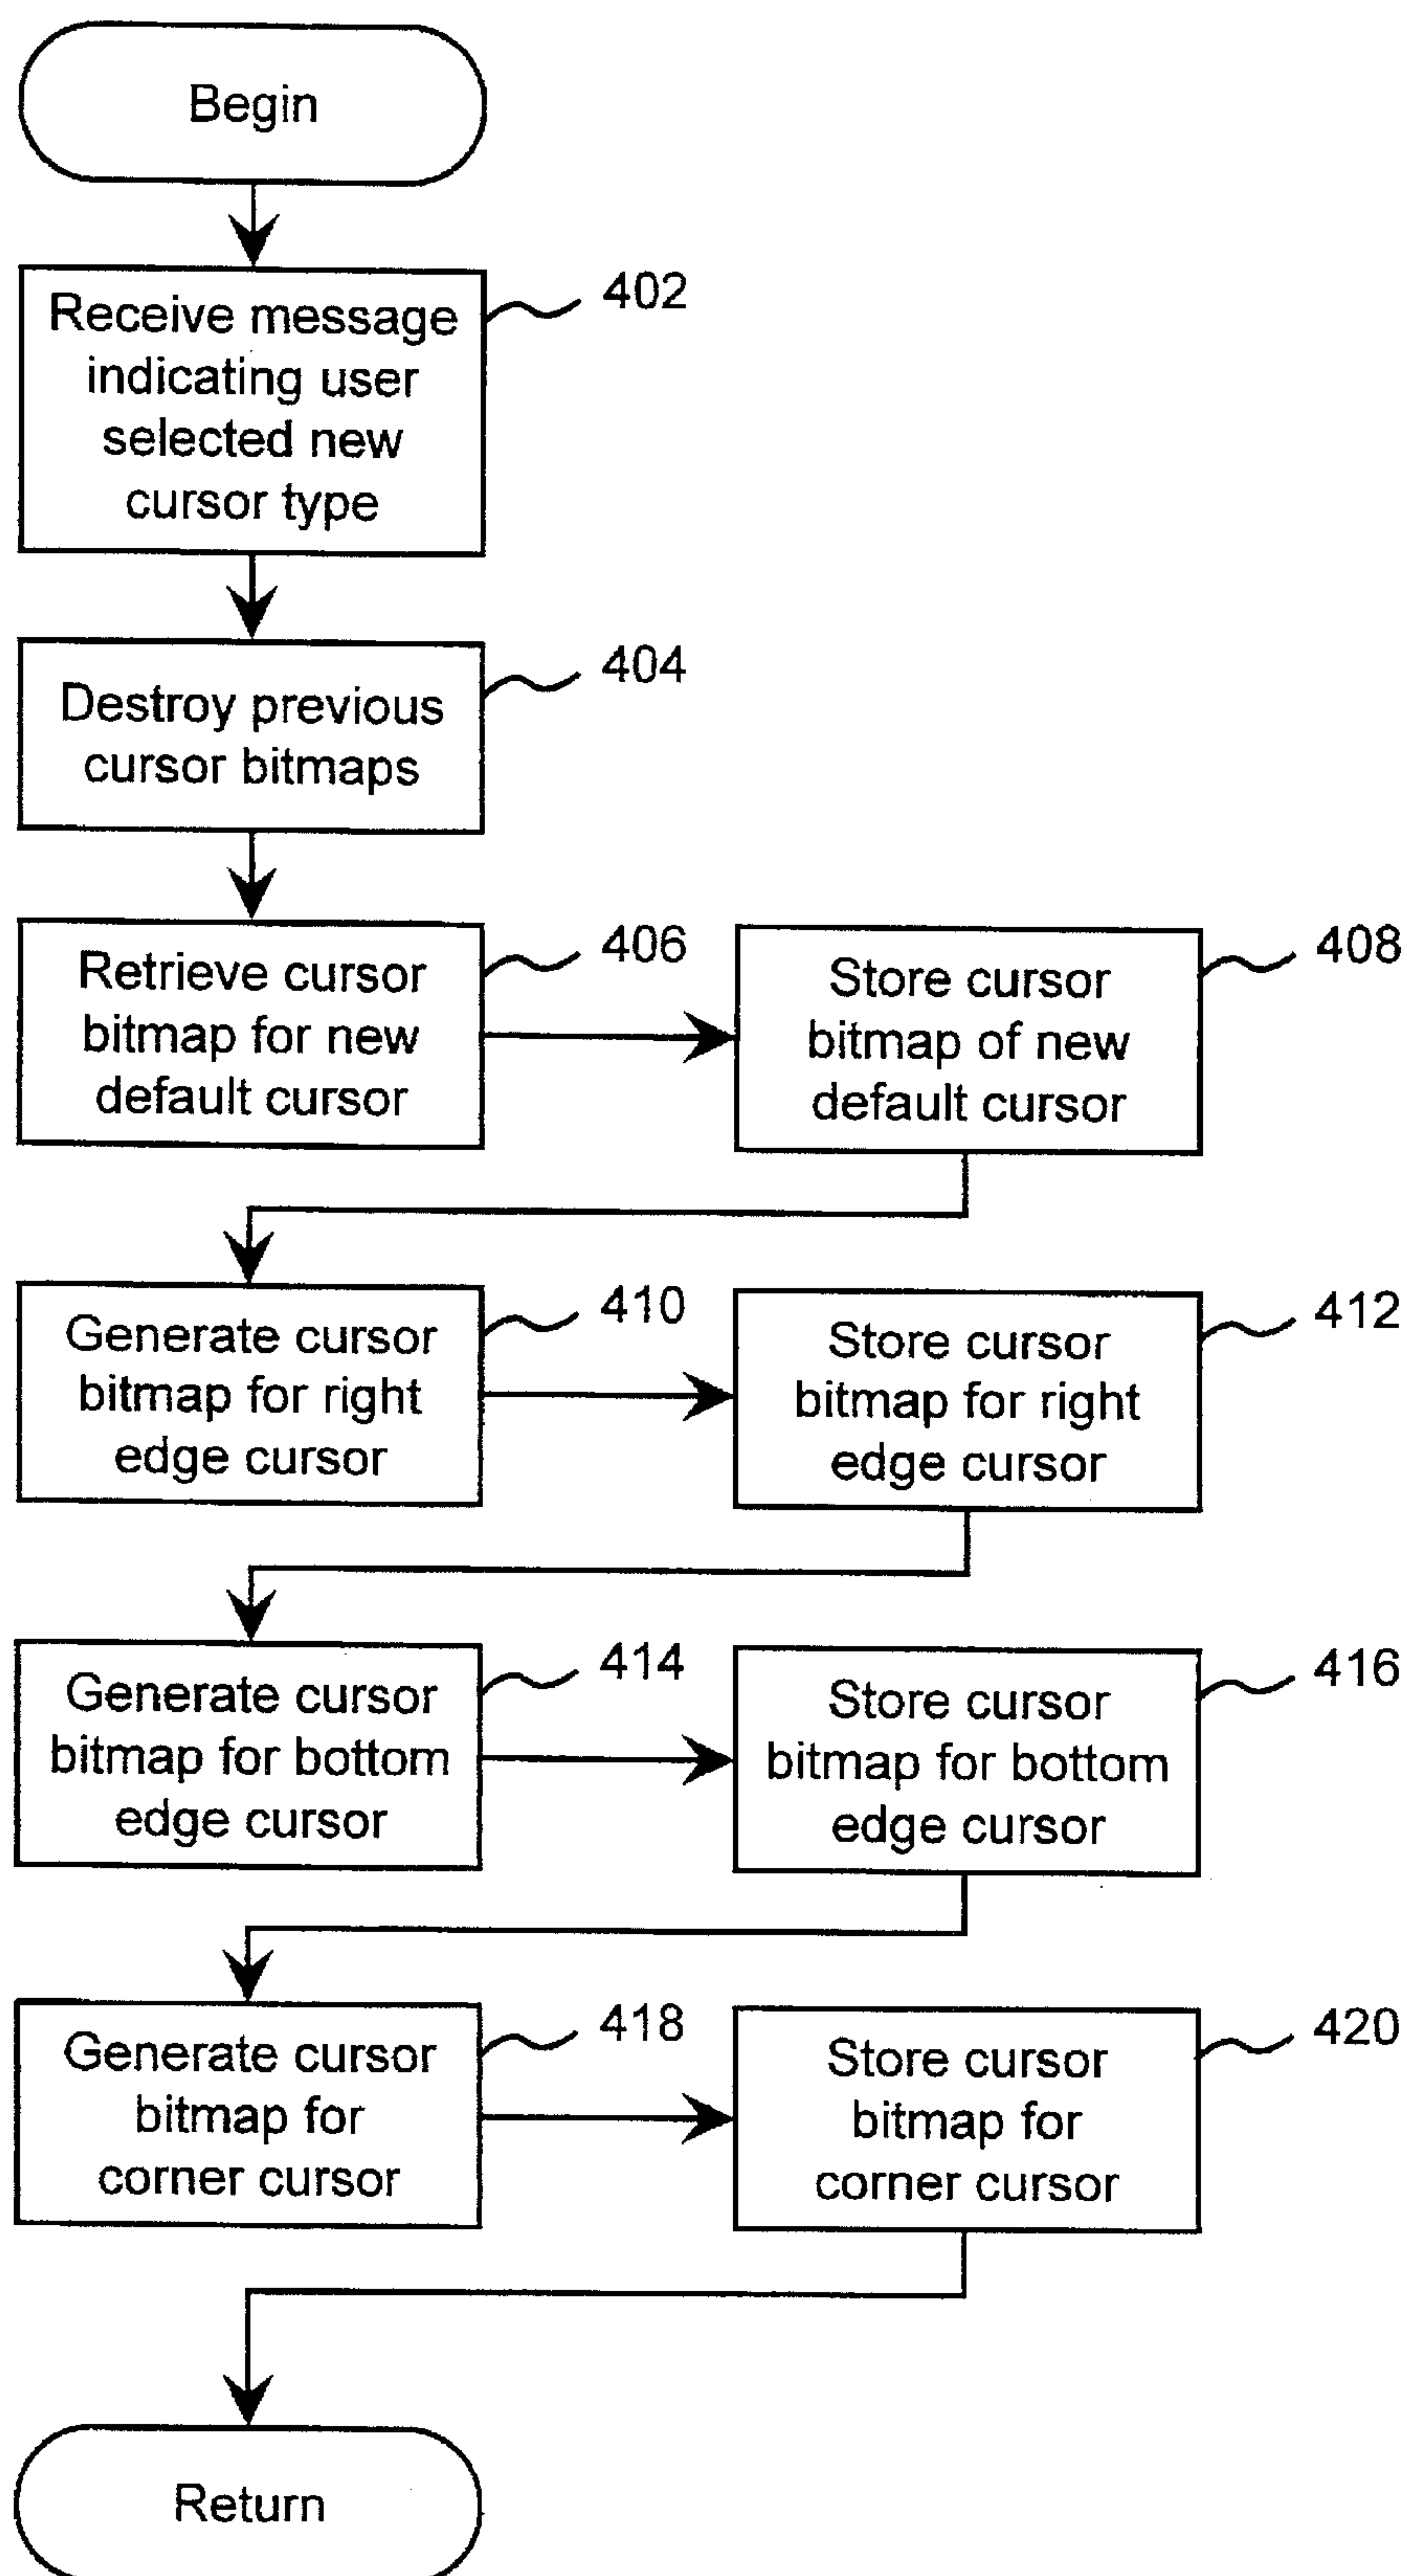 Begin
Receive message
indicating user
selected new
cursor type
402
Destroy previous
cursor bitmaps
404
Retrieve cursor
bitmap for new
default cursor
406
Store cursor
bitmap of new
default cursor
408
Generate cursor
bitmap for right
edge cursor
410
Store cursor
bitmap for right
edge cursor
412
Generate cursor
bitmap for bottom
edge cursor
414
Store cursor
bitmap for bottom
edge cursor
416
Generate cursor
bitmap for
corner cursor
418
Store cursor
bitmap for
corner cursor
420
Return